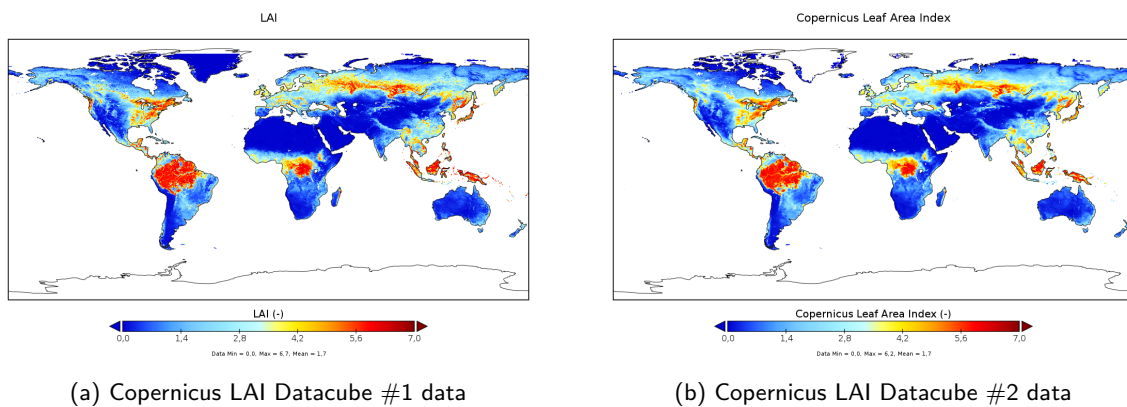 LAI
LAI (-)
0,0 1,4 2,8 4,2 5,6 7,0
Data Min = 0,0, Max = 6,7, Mean = 1,7
(a) Copernicus LAI Datacube #1 data
Copernicus Leaf Area Index
Copernicus Leaf Area Index (-)
0,0 1,4 2,8 4,2 5,6 7,0
Data Min = 0,0, Max = 6,2, Mean = 1,7
(b) Copernicus LAI Datacube #2 data